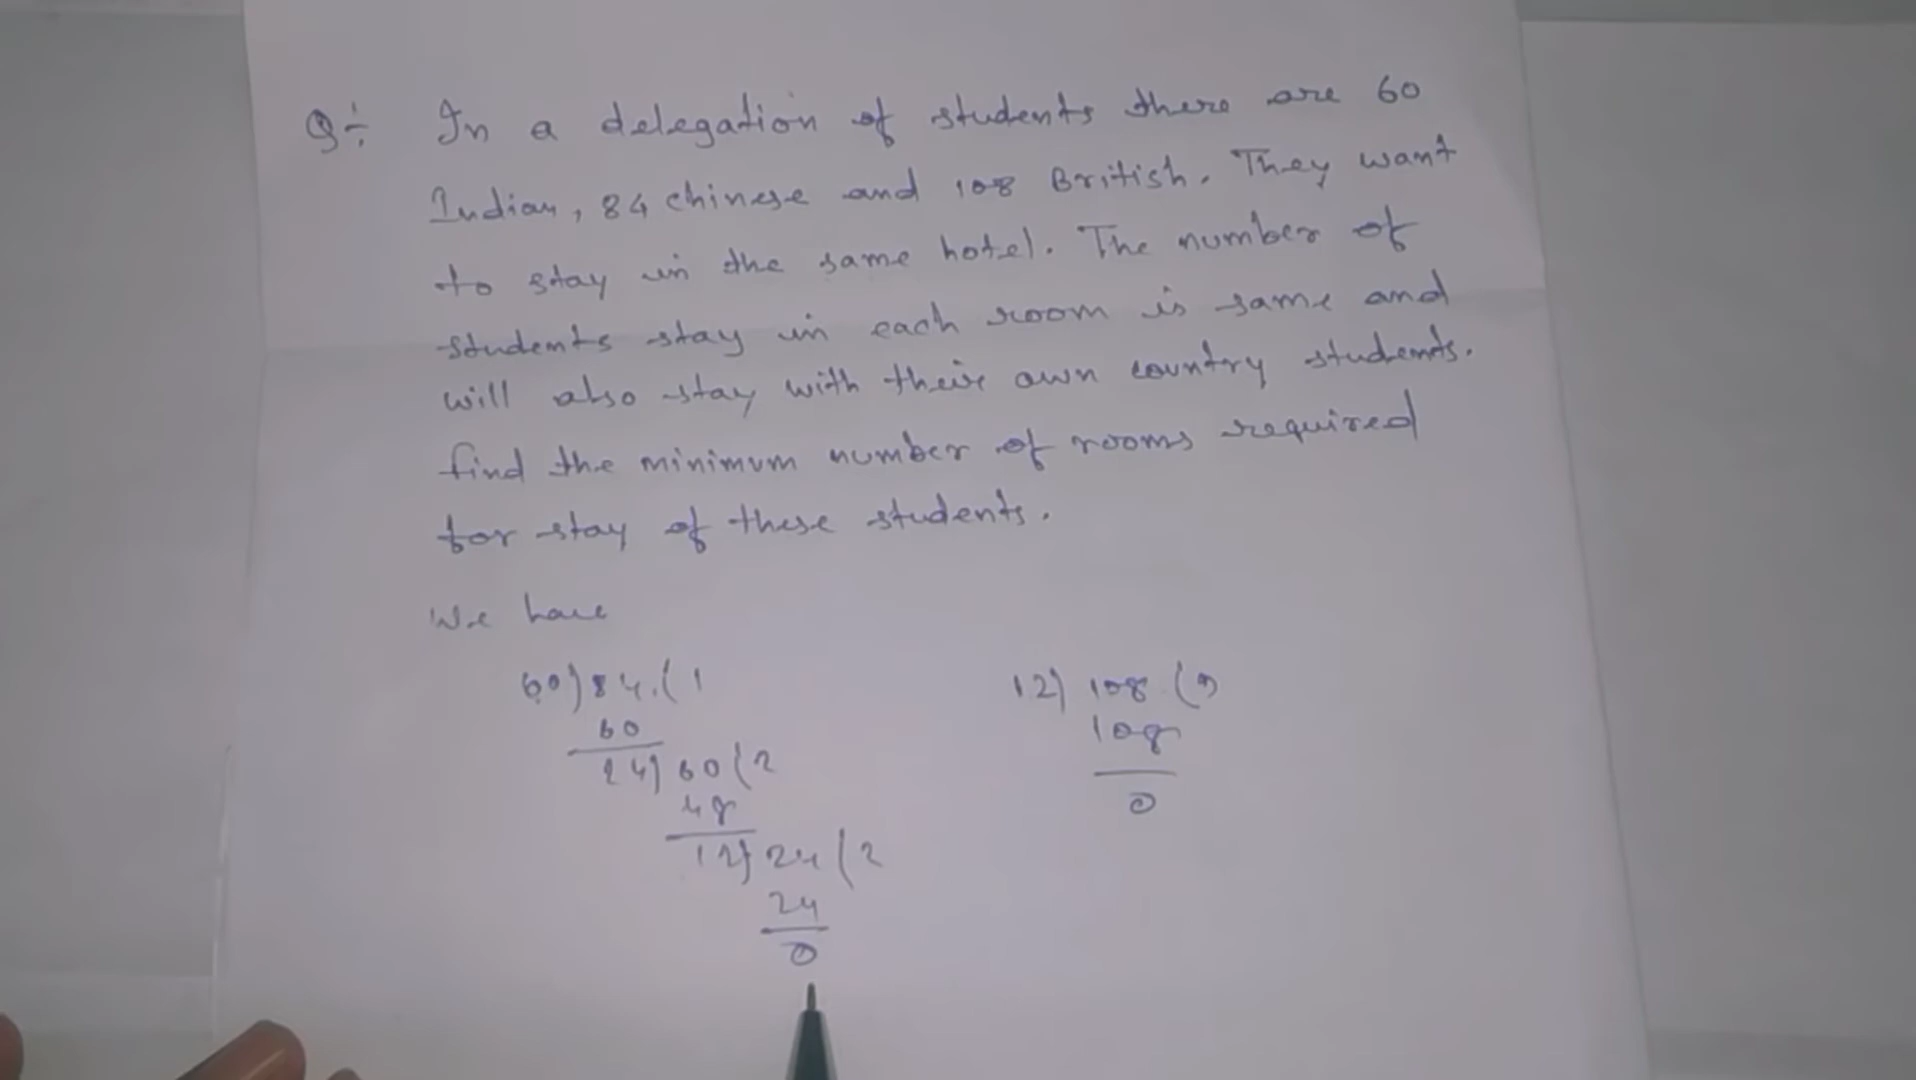 Q÷ In a delegation of students there are 60
Indian, 84 chinese and 108 British. They want
to stay in the same hotel. The number of
students stay in each room is same and
will also stay with their own country students.
find the minimum number of rooms required
for stay of these students.
We have
60) 84 ( 1 12) 108 ( 9
60 108
24) 60 ( 2 0
48
12) 24 ( 2
24
0